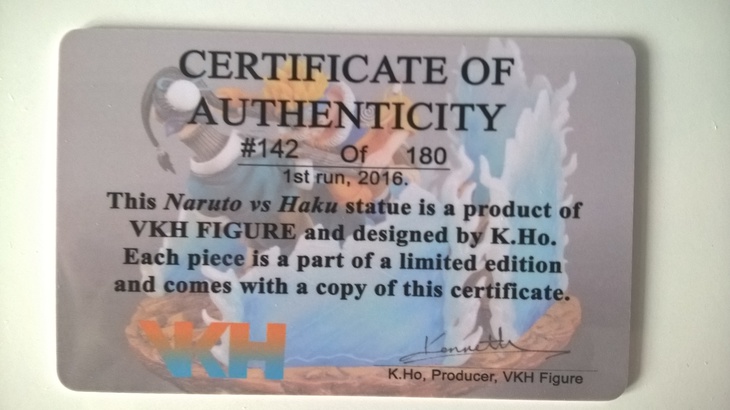 CERTIFICATE OF
AUTHENTICITY
#142 Of 180
1st run, 2016.
This Naruto vs Haku statue is a product of
VKH FIGURE and designed by K.Ho.
Each piece is a part of a limited edition
and comes with a copy of this certificate.
VKH
Kenneth
K.Ho, Producer, VKH Figure